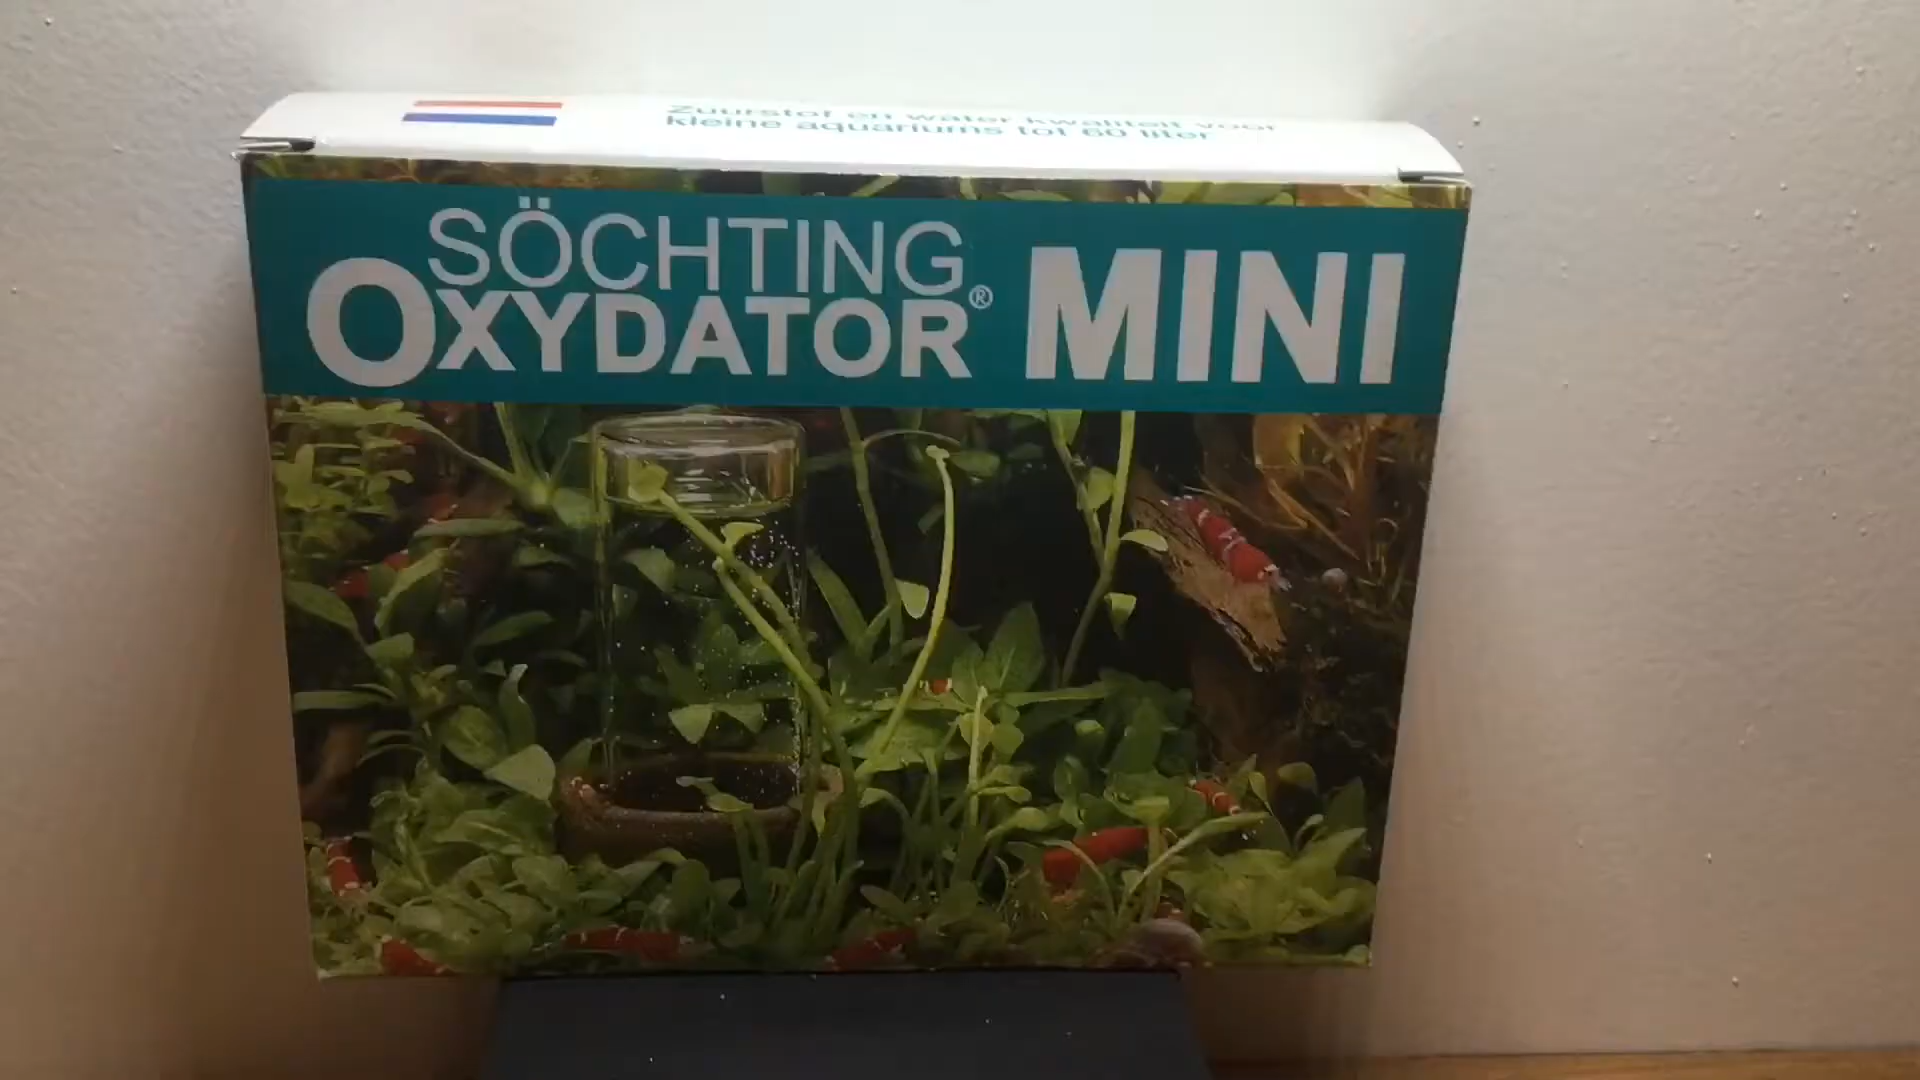 Zuurstof en water kwaliteit voor
kleine aquariums tot 60 liter
SÖCHTING
OXYDATOR® MINI